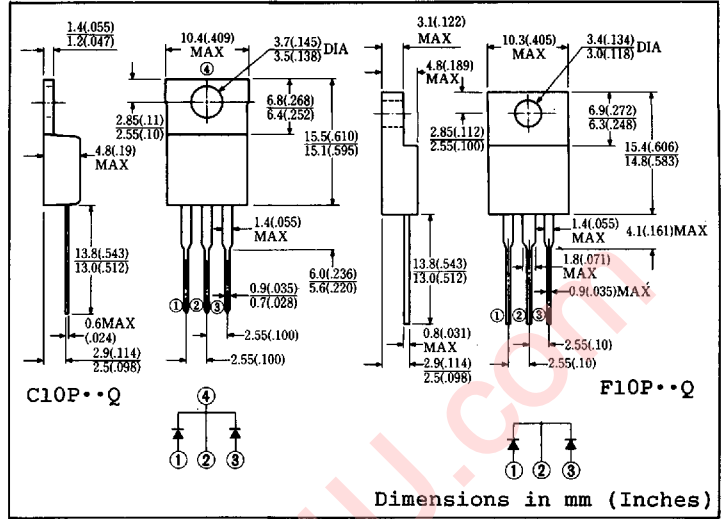 1.4(.055)
1.2(.047)
10.4(.409)
MAX
④
3.7(.145)
3.5(.138)
DIA
6.8(.268)
6.4(.252)
15.5(.610)
15.1(.595)
2.85(.11)
2.55(.10)
4.8(.19)
MAX
1.4(.055)
MAX
13.8(.543)
13.0(.512)
6.0(.236)
5.6(.220)
0.9(.035)
0.7(.028)
① ② ③
0.6MAX
(.024)
2.55(.100)
2.9(.114)
2.5(.098)
2.55(.100)
C10P··Q
④
① ② ③
3.1(.122)
MAX
10.3(.405)
MAX
3.4(.134)
3.0(.118)
DIA
4.8(.189)
MAX
6.9(.272)
6.3(.248)
15.4(.606)
14.8(.583)
2.85(.112)
2.55(.100)
1.4(.055)
MAX
4.1(.161)MAX
1.8(.071)
MAX
13.8(.543)
13.0(.512)
0.9(.035)MAX
① ② ③
0.8(.031)
MAX
2.55(.10)
2.9(.114)
2.5(.098)
2.55(.10)
F10P··Q
① ② ③
Dimensions in mm (Inches)